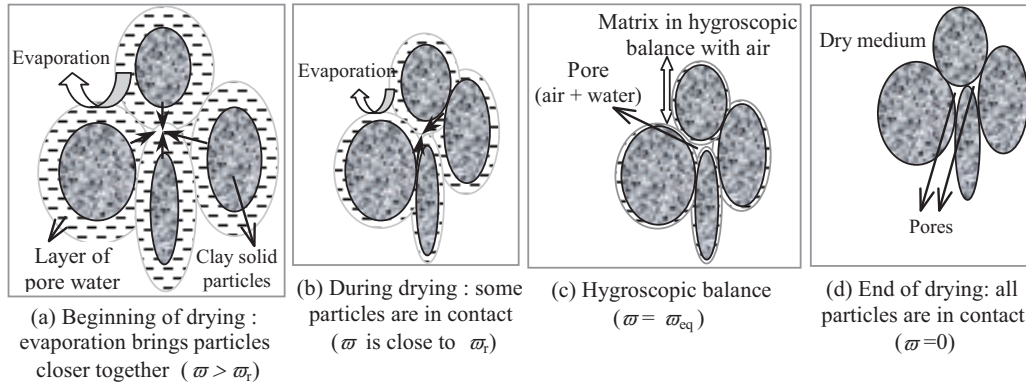 Evaporation
Layer of
pore water
Clay solid
particles
(a) Beginning of drying :
evaporation brings particles
closer together ( ϖ > ϖr)
Evaporation
(b) During drying : some
particles are in contact
( ϖ is close to ϖr)
Matrix in hygroscopic
balance with air
Pore
(air + water)
(c) Hygroscopic balance
( ϖ = ϖeq)
Dry medium
Pores
(d) End of drying: all
particles are in contact
(ϖ =0)